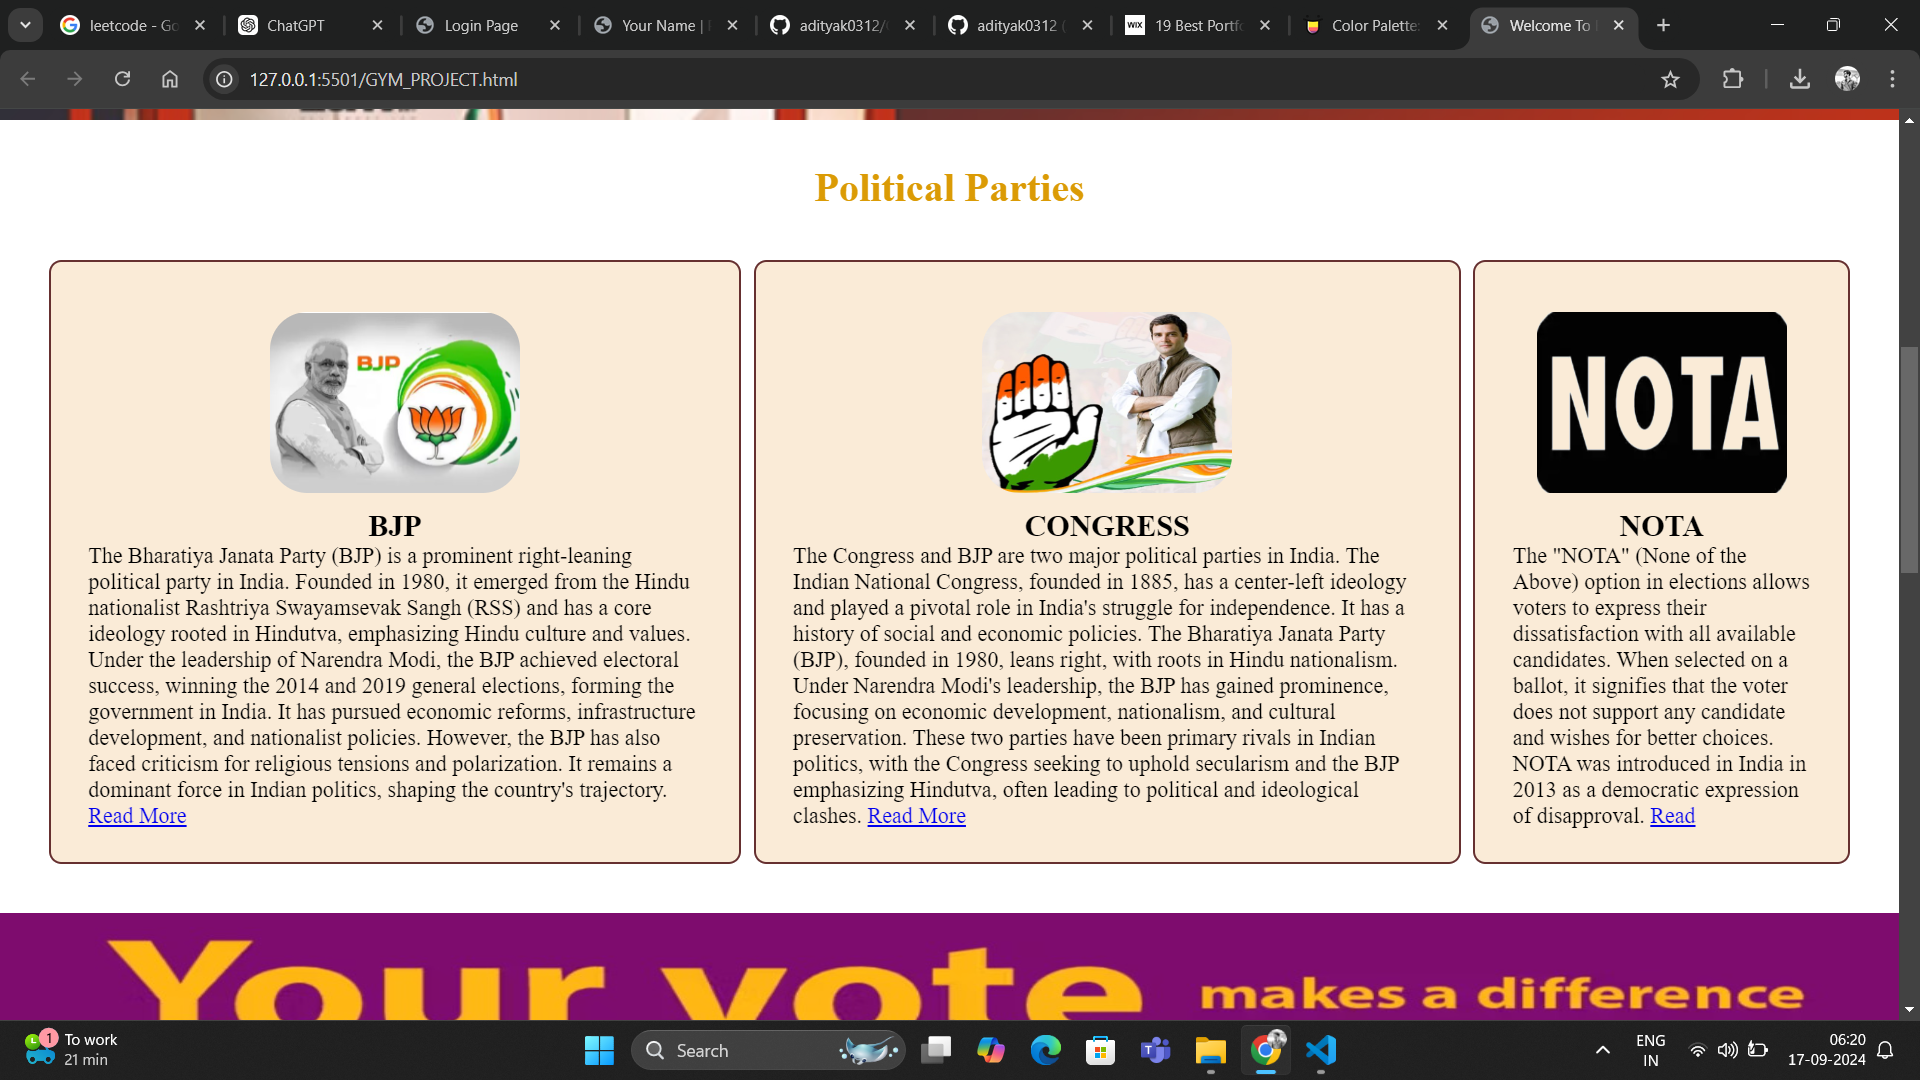 leetcode - Go
ChatGPT
Login Page
Your Name |
adityak0312/
adityak0312 (
WIX
19 Best Portfo
Color Palette:
Welcome To
127.0.0.1:5501/GYM_PROJECT.html
Political Parties
BJP
BJP
The Bharatiya Janata Party (BJP) is a prominent right-leaning
political party in India. Founded in 1980, it emerged from the Hindu
nationalist Rashtriya Swayamsevak Sangh (RSS) and has a core
ideology rooted in Hindutva, emphasizing Hindu culture and values.
Under the leadership of Narendra Modi, the BJP achieved electoral
success, winning the 2014 and 2019 general elections, forming the
government in India. It has pursued economic reforms, infrastructure
development, and nationalist policies. However, the BJP has also
faced criticism for religious tensions and polarization. It remains a
dominant force in Indian politics, shaping the country's trajectory.
Read More
CONGRESS
The Congress and BJP are two major political parties in India. The
Indian National Congress, founded in 1885, has a center-left ideology
and played a pivotal role in India's struggle for independence. It has a
history of social and economic policies. The Bharatiya Janata Party
(BJP), founded in 1980, leans right, with roots in Hindu nationalism.
Under Narendra Modi's leadership, the BJP has gained prominence,
focusing on economic development, nationalism, and cultural
preservation. These two parties have been primary rivals in Indian
politics, with the Congress seeking to uphold secularism and the BJP
emphasizing Hindutva, often leading to political and ideological
clashes. Read More
NOTA
NOTA
The "NOTA" (None of the
Above) option in elections allows
voters to express their
dissatisfaction with all available
candidates. When selected on a
ballot, it signifies that the voter
does not support any candidate
and wishes for better choices.
NOTA was introduced in India in
2013 as a democratic expression
of disapproval. Read
Your vote makes a difference
1
To work
21 min
Search
ENG
IN
06:20
17-09-2024